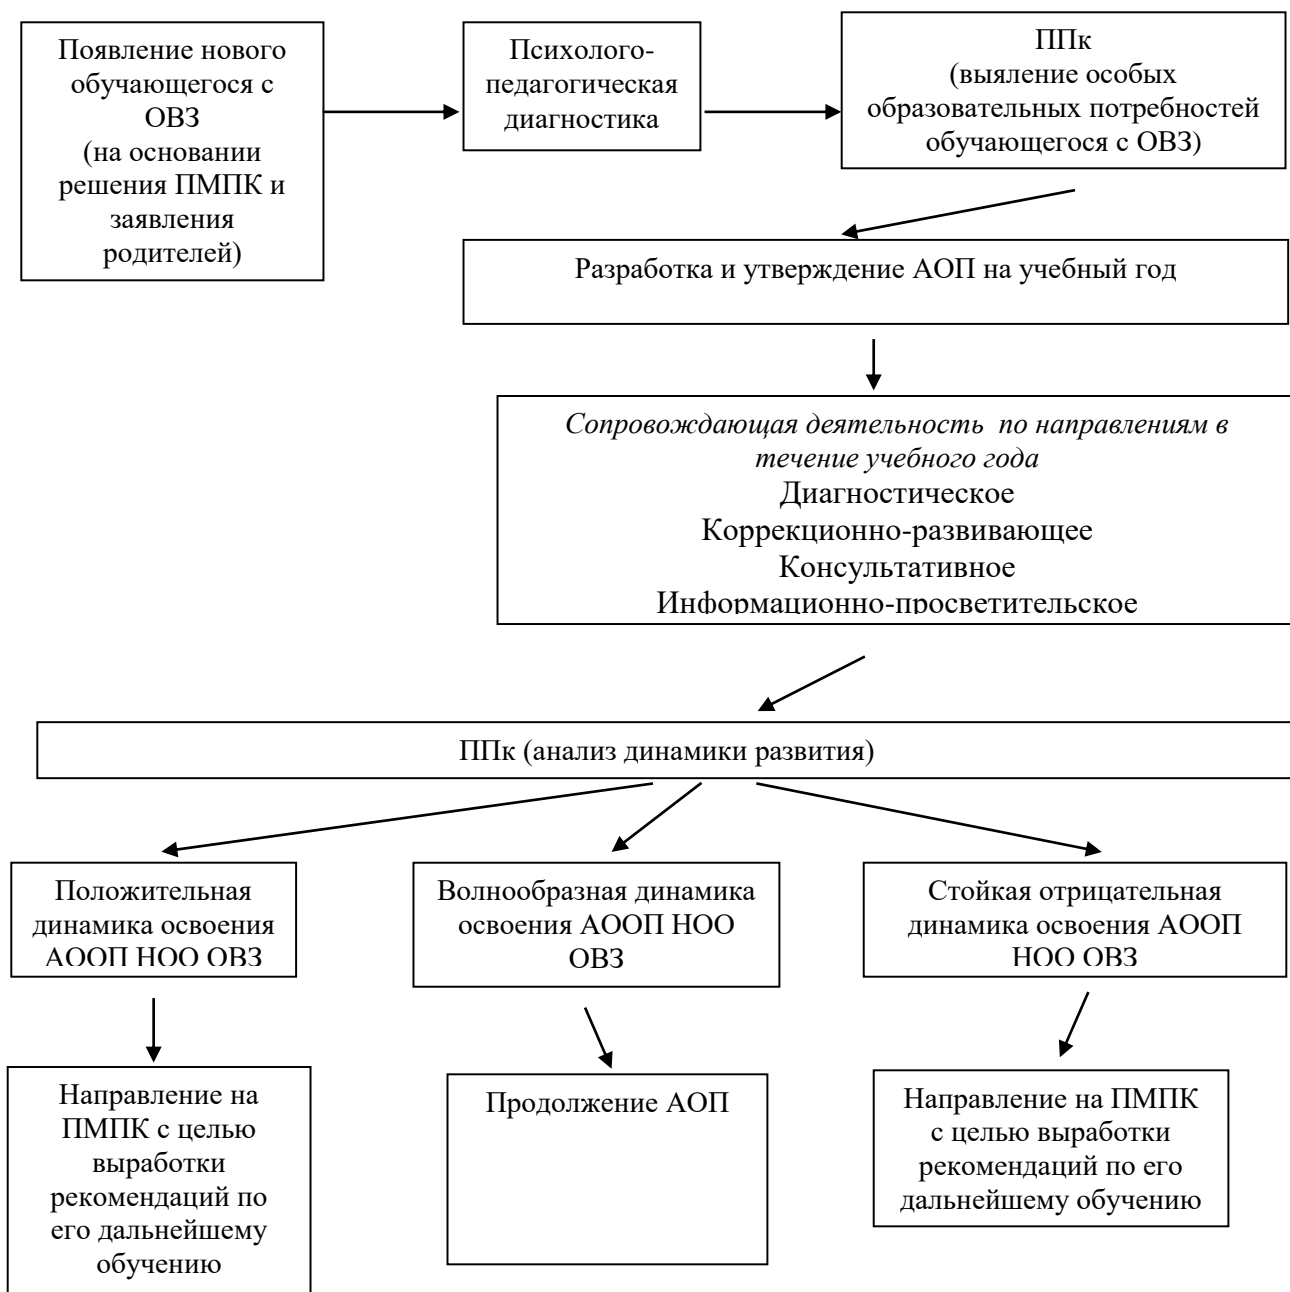 Появление нового
обучающегося с
ОВЗ
(на основании
решения ПМПК и
заявления
родителей)
Психолого-
педагогическая
диагностика
ППк
(выяление особых
образовательных потребностей
обучающегося с ОВЗ)
Разработка и утверждение АОП на учебный год
Сопровождающая деятельность по направлениям в
течение учебного года
Диагностическое
Коррекционно-развивающее
Консультативное
Информационно-просветительское
ППк (анализ динамики развития)
Положительная
динамика освоения
АООП НОО ОВЗ
Волнообразная динамика
освоения АООП НОО
ОВЗ
Стойкая отрицательная
динамика освоения АООП
НОО ОВЗ
Направление на
ПМПК с целью
выработки
рекомендаций по
его дальнейшему
обучению
Продолжение АОП
Направление на ПМПК
с целью выработки
рекомендаций по его
дальнейшему обучению